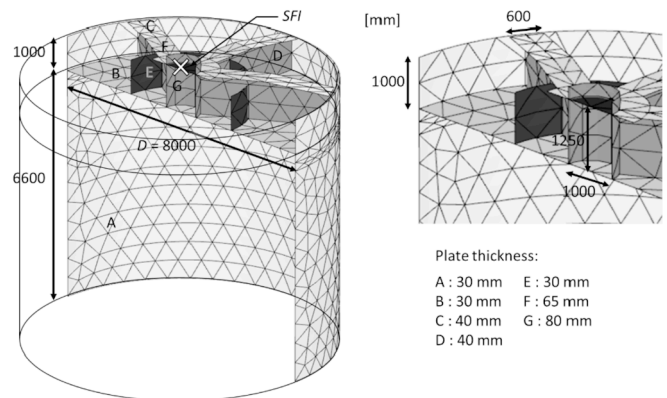 SFI
[mm]
600
1000
C
F
D
B
E
G
1000
D = 8000
6600
A
1250
1000
Plate thickness:
A : 30 mm E : 30 mm
B : 30 mm F : 65 mm
C : 40 mm G : 80 mm
D : 40 mm